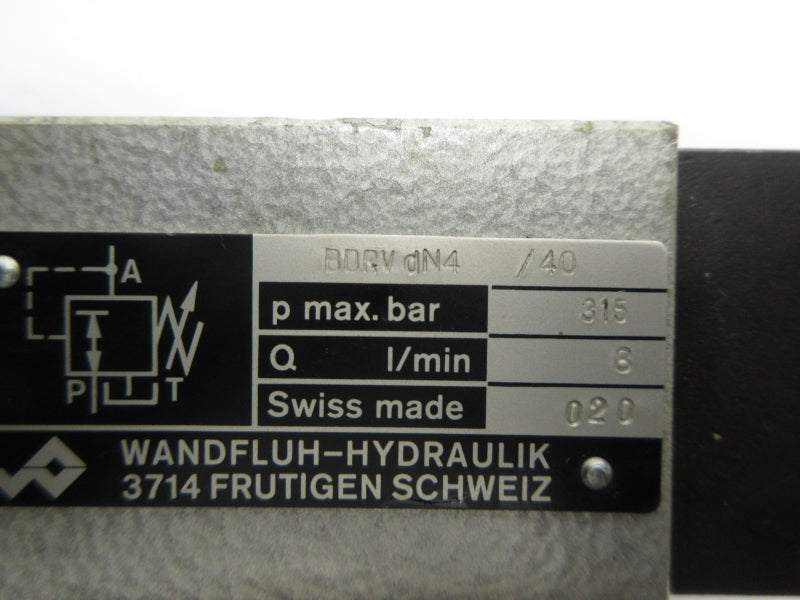 BDRV dN4 /40
A
p max. bar 315
Q l/min 6
P T
Swiss made 020
WANDFLUH-HYDRAULIK
3714 FRUTIGEN SCHWEIZ